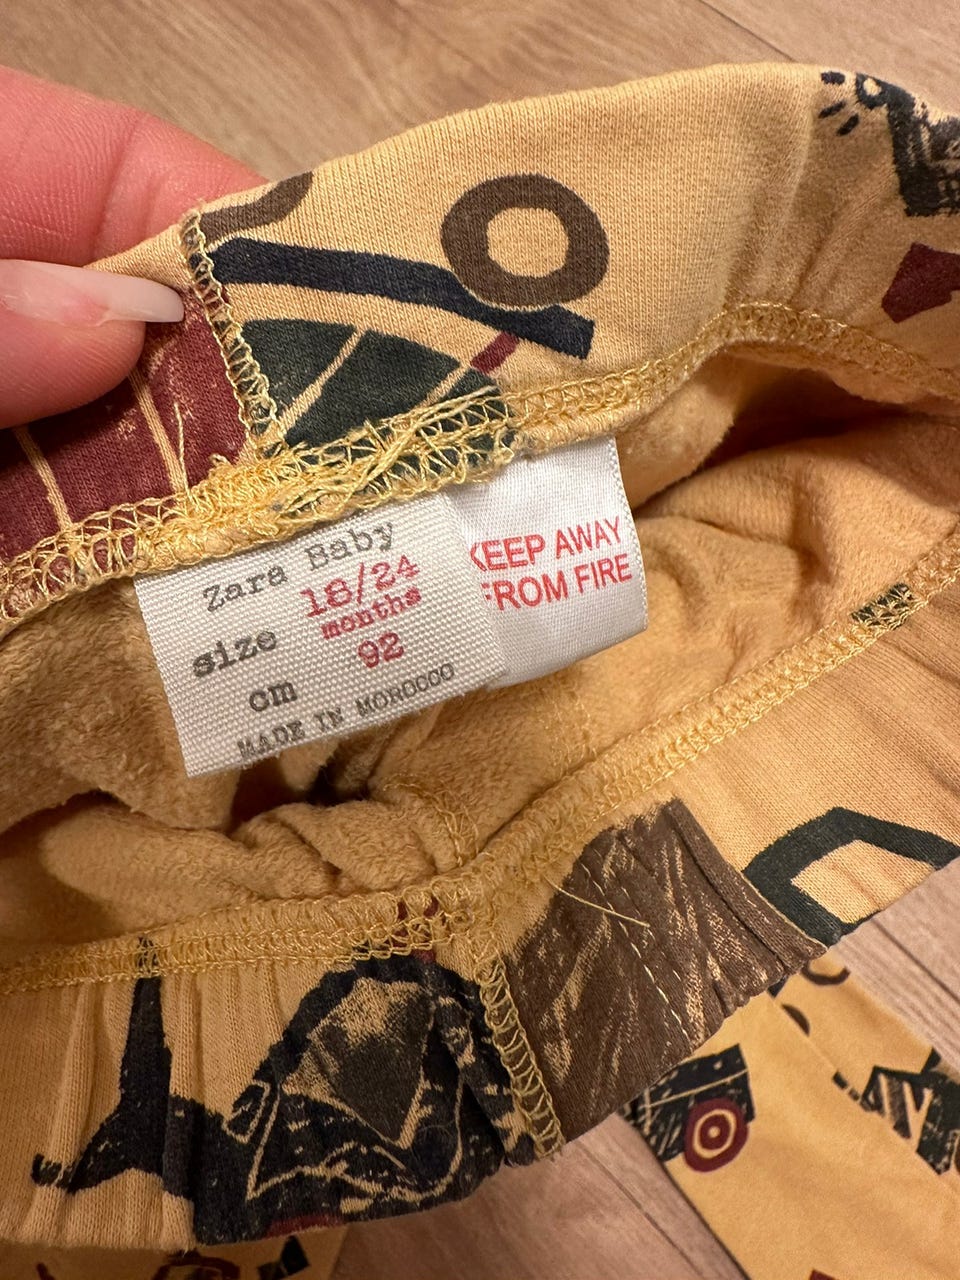 Zara Baby
size 18/24
months
cm 92
MADE IN MOROCCO
KEEP AWAY
FROM FIRE